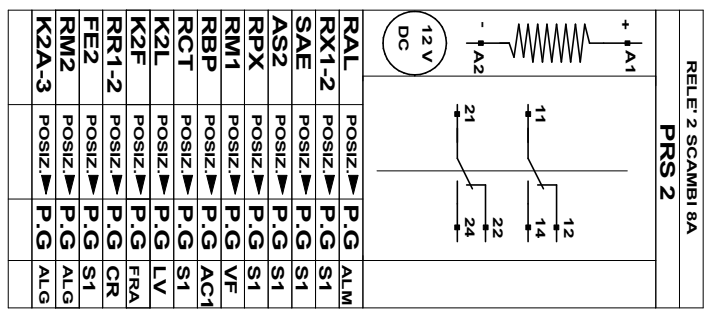 RELE' 2 SCAMBI 8A
PRS 2
+ A1
- A2
12 V
DC
11
12
14
21
22
24
RAL POSIZ. P.G ALM
RX1-2 POSIZ. P.G S1
SAE POSIZ. P.G S1
AS2 POSIZ. P.G S1
RPX POSIZ. P.G S1
RM1 POSIZ. P.G VF
RBP POSIZ. P.G AC1
RCT POSIZ. P.G S1
K2L POSIZ. P.G LV
K2F POSIZ. P.G FRA
RR1-2 POSIZ. P.G CR
FE2 POSIZ. P.G S1
RM2 POSIZ. P.G ALG
K2A-3 POSIZ. P.G ALG